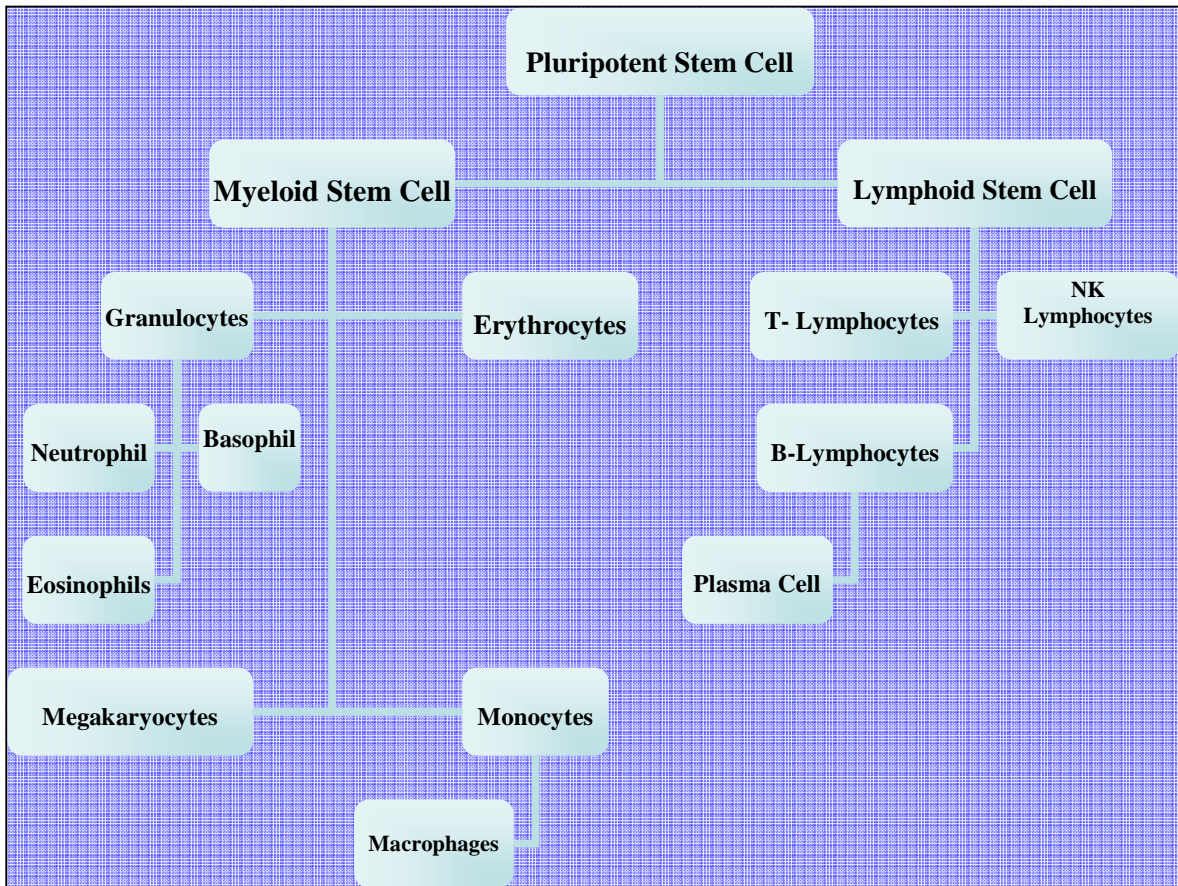 Pluripotent Stem Cell
Myeloid Stem Cell
Lymphoid Stem Cell
Granulocytes
Erythrocytes
T- Lymphocytes
NK
Lymphocytes
Neutrophil
Basophil
B-Lymphocytes
Eosinophils
Plasma Cell
Megakaryocytes
Monocytes
Macrophages